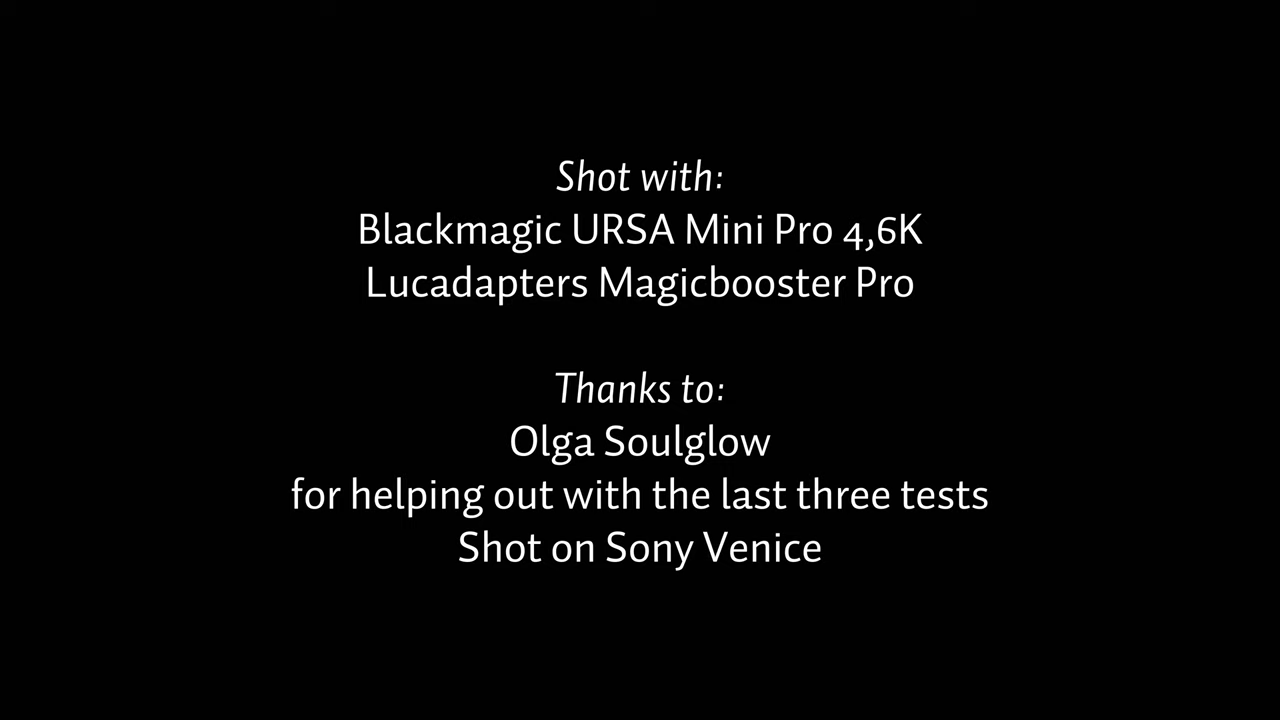 Shot with:
Blackmagic URSA Mini Pro 4,6K
Lucadapters Magicbooster Pro
Thanks to:
Olga Soulglow
for helping out with the last three tests
Shot on Sony Venice